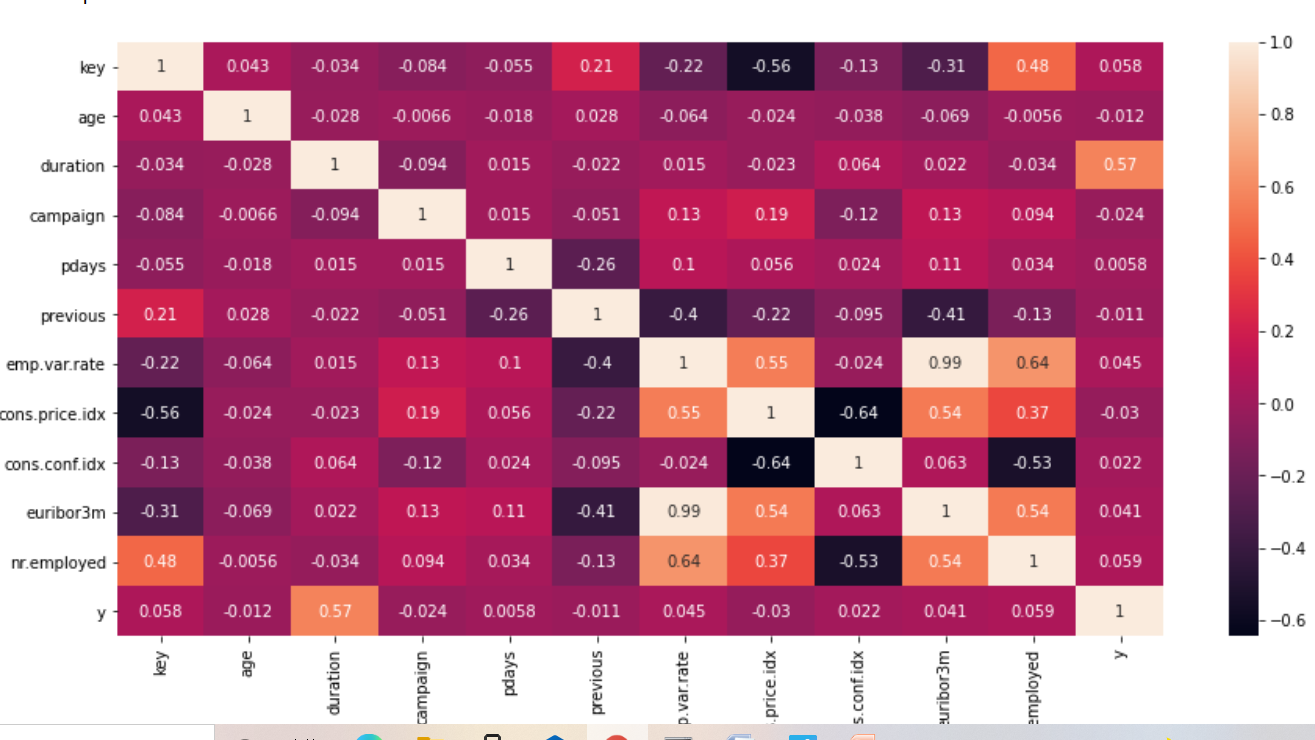 key 1 0.043 -0.034 -0.084 -0.055 0.21 -0.22 -0.56 -0.13 -0.31 0.48 0.058
age 0.043 1 -0.028 -0.0066 -0.018 0.028 -0.064 -0.024 -0.038 -0.069 -0.0056 -0.012
duration -0.034 -0.028 1 -0.094 0.015 -0.022 0.015 -0.023 0.064 0.022 -0.034 0.57
campaign -0.084 -0.0066 -0.094 1 0.015 -0.051 0.13 0.19 -0.12 0.13 0.094 -0.024
pdays -0.055 -0.018 0.015 0.015 1 -0.26 0.1 0.056 0.024 0.11 0.034 0.0058
previous 0.21 0.028 -0.022 -0.051 -0.26 1 -0.4 -0.22 -0.095 -0.41 -0.13 -0.011
emp.var.rate -0.22 -0.064 0.015 0.13 0.1 -0.4 1 0.55 -0.024 0.99 0.64 0.045
cons.price.idx -0.56 -0.024 -0.023 0.19 0.056 -0.22 0.55 1 -0.64 0.54 0.37 -0.03
cons.conf.idx -0.13 -0.038 0.064 -0.12 0.024 -0.095 -0.024 -0.64 1 0.063 -0.53 0.022
euribor3m -0.31 -0.069 0.022 0.13 0.11 -0.41 0.99 0.54 0.063 1 0.54 0.041
nr.employed 0.48 -0.0056 -0.034 0.094 0.034 -0.13 0.64 0.37 -0.53 0.54 1 0.059
y 0.058 -0.012 0.57 -0.024 0.0058 -0.011 0.045 -0.03 0.022 0.041 0.059 1
key age duration campaign pdays previous p.var.rate .price.idx s.conf.idx euribor3m employed y
1.0
0.8
0.6
0.4
0.2
0.0
−0.2
−0.4
−0.6